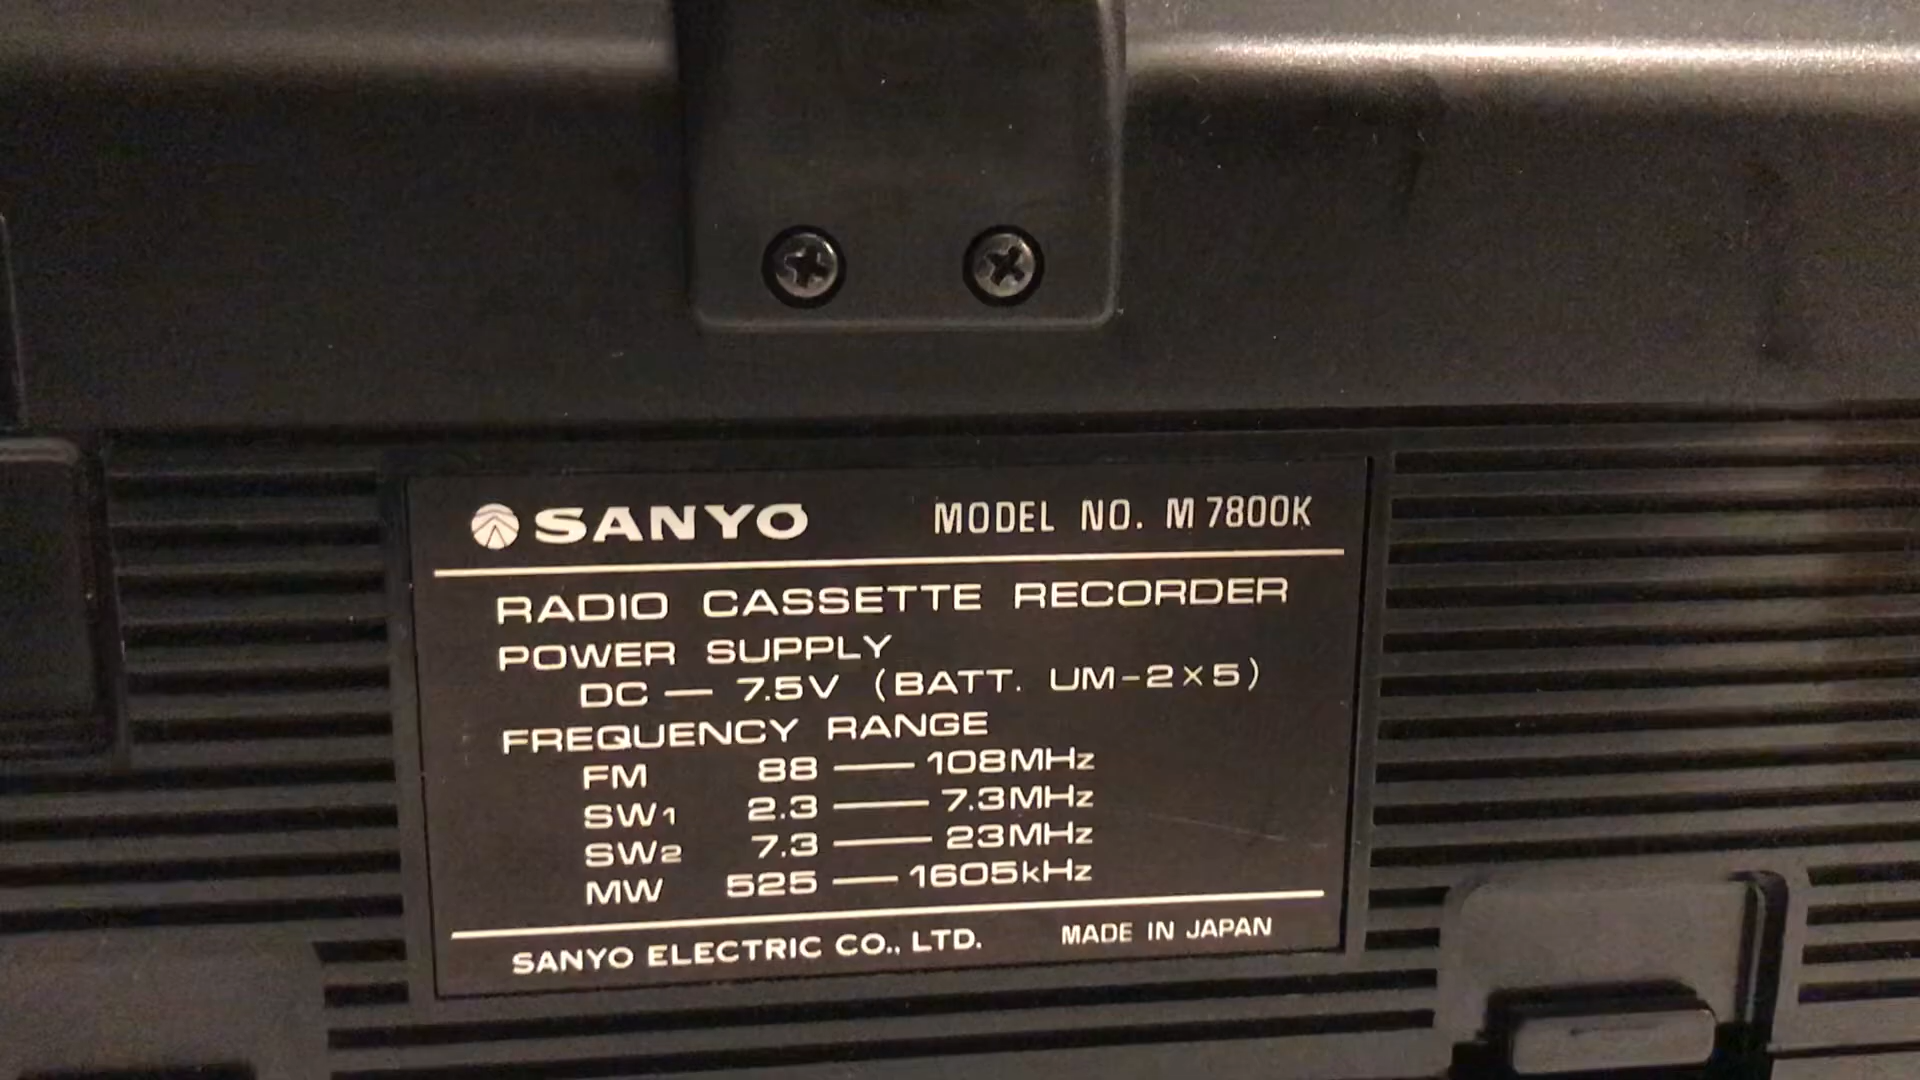 SANYO MODEL NO. M 7800K
RADIO CASSETTE RECORDER
POWER SUPPLY
DC — 7.5V (BATT. UM-2×5)
FREQUENCY RANGE
FM 88 — 108MHz
SW1 2.3 — 7.3MHz
SW2 7.3 — 23MHz
MW 525 — 1605kHz
SANYO ELECTRIC CO., LTD. MADE IN JAPAN